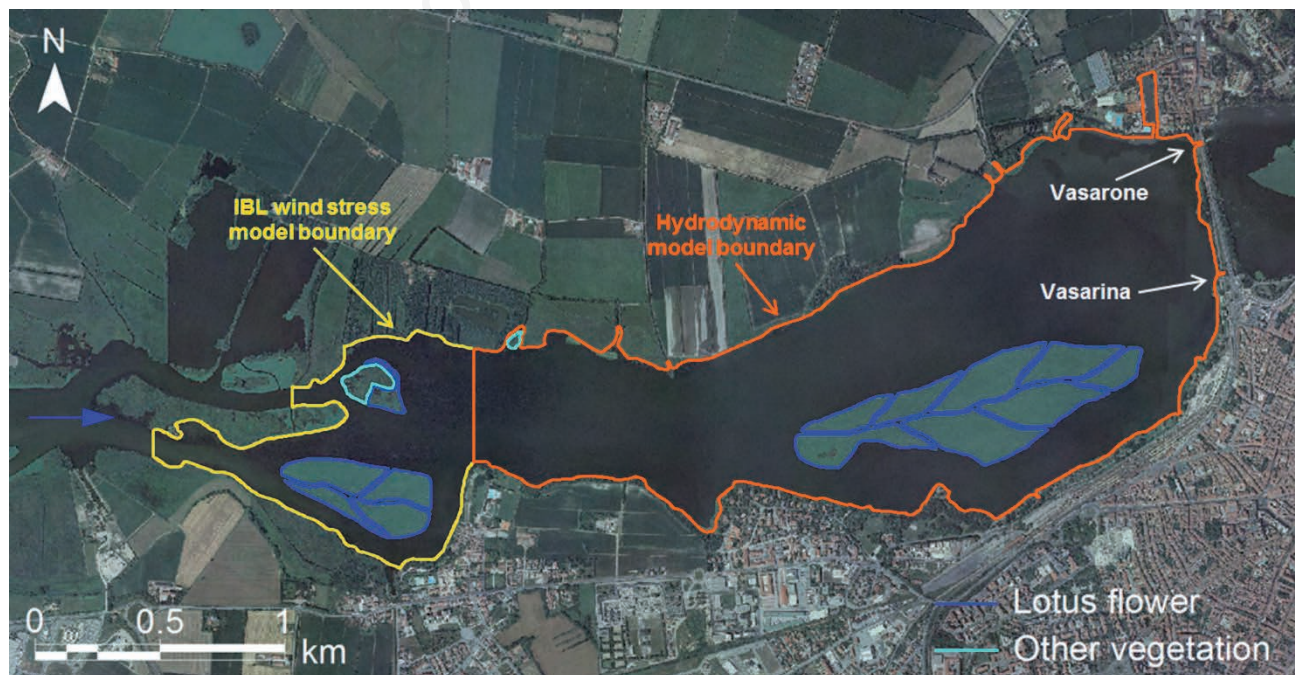 N
IBL wind stress
model boundary
Hydrodynamic
model boundary
Vasarone
Vasarina
0 0.5 1
km
Lotus flower
Other vegetation